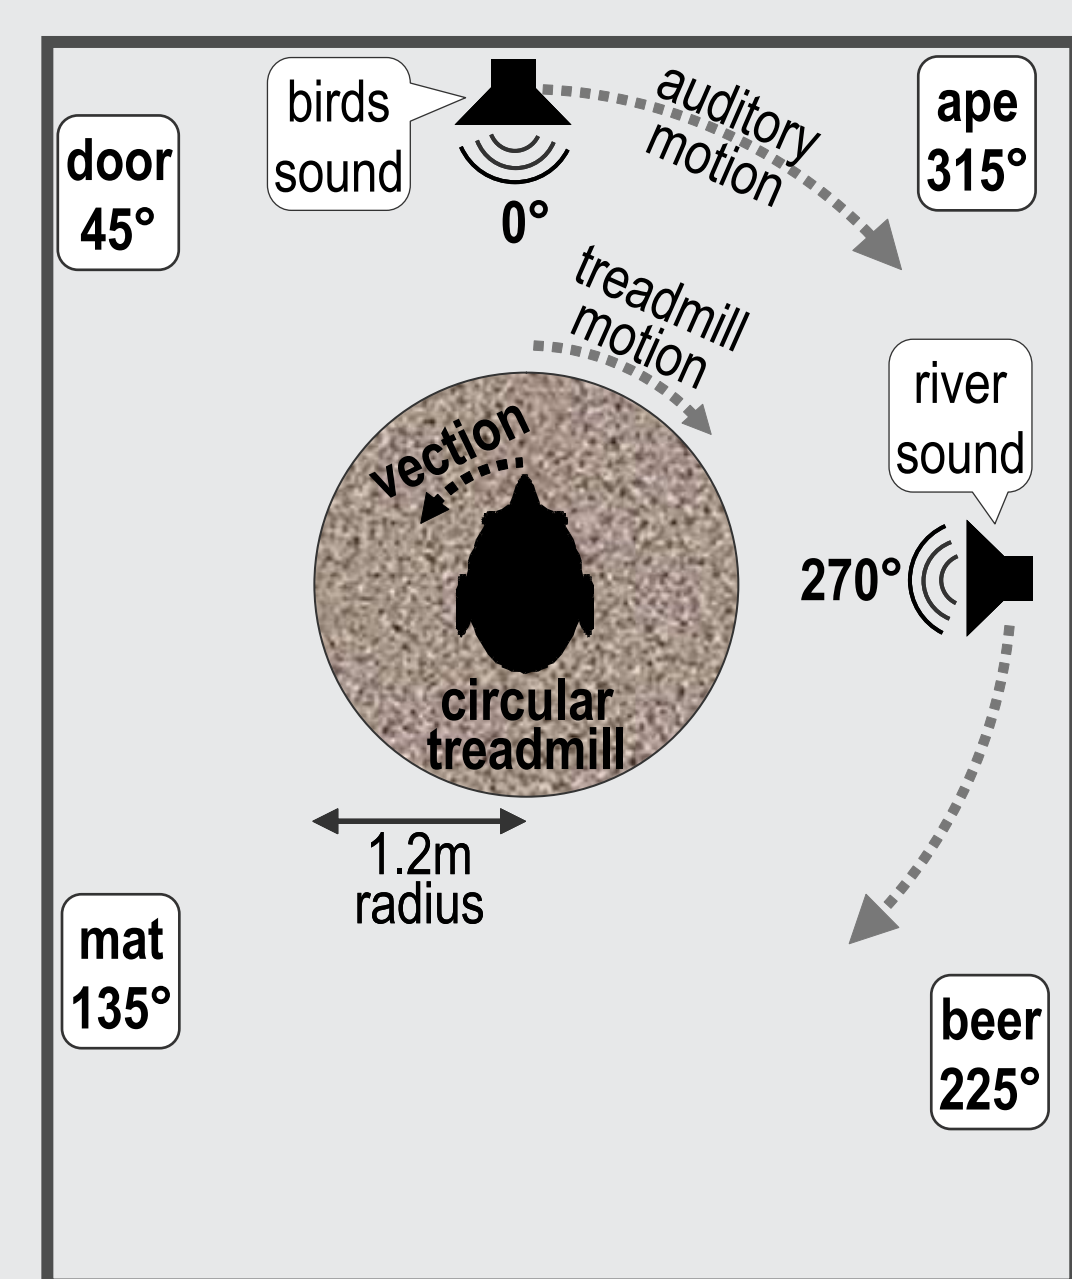 birds
sound
door
45°
0°
auditory
motion
ape
315°
treadmill
motion
river
sound
270°
vection
circular
treadmill
1.2m
radius
mat
135°
beer
225°